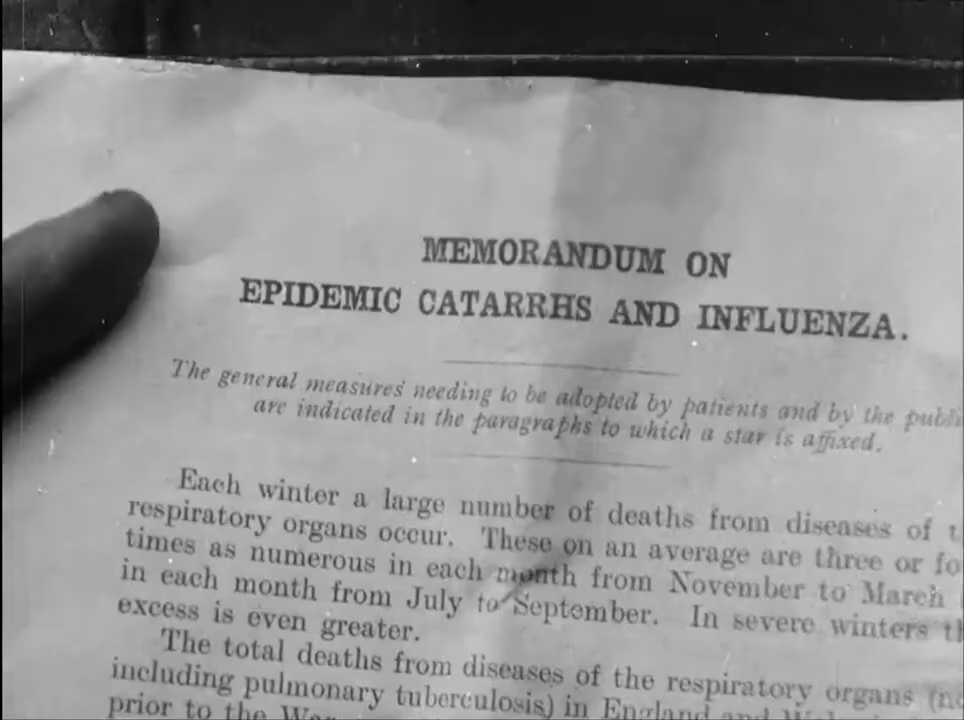 MEMORANDUM ON
EPIDEMIC CATARRHS AND INFLUENZA.
The general measures needing to be adopted by patients and by the publi
are indicated in the paragraphs to which a star is affixed.
Each winter a large number of deaths from diseases of t
respiratory organs occur. These on an average are three or fo
times as numerous in each month from November to March
in each month from July to September. In severe winters th
excess is even greater.
The total deaths from diseases of the respiratory organs (no
including pulmonary tuberculosis) in England and
prior to the